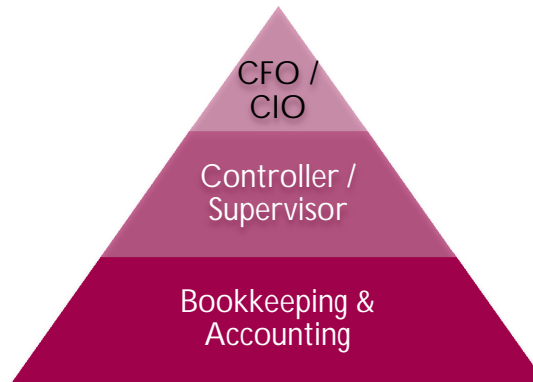 CFO /
CIO
Controller /
Supervisor
Bookkeeping &
Accounting